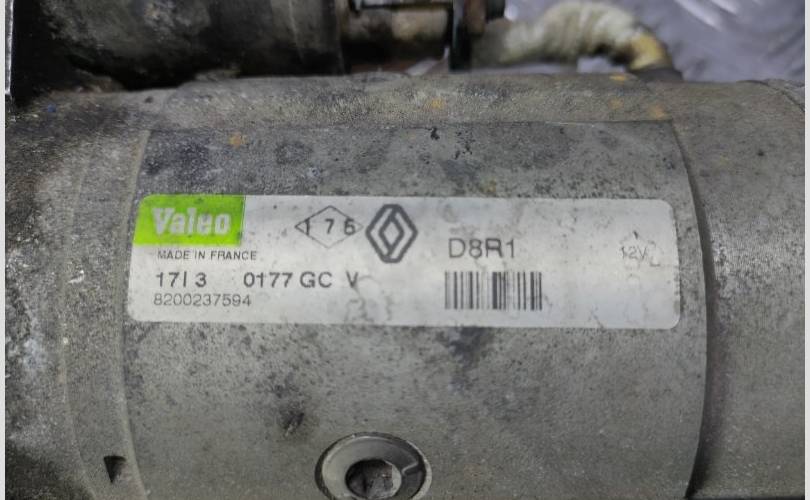 Valeo 176 D8R1 12V
MADE IN FRANCE
17I 3 0177 GC V
8200237594